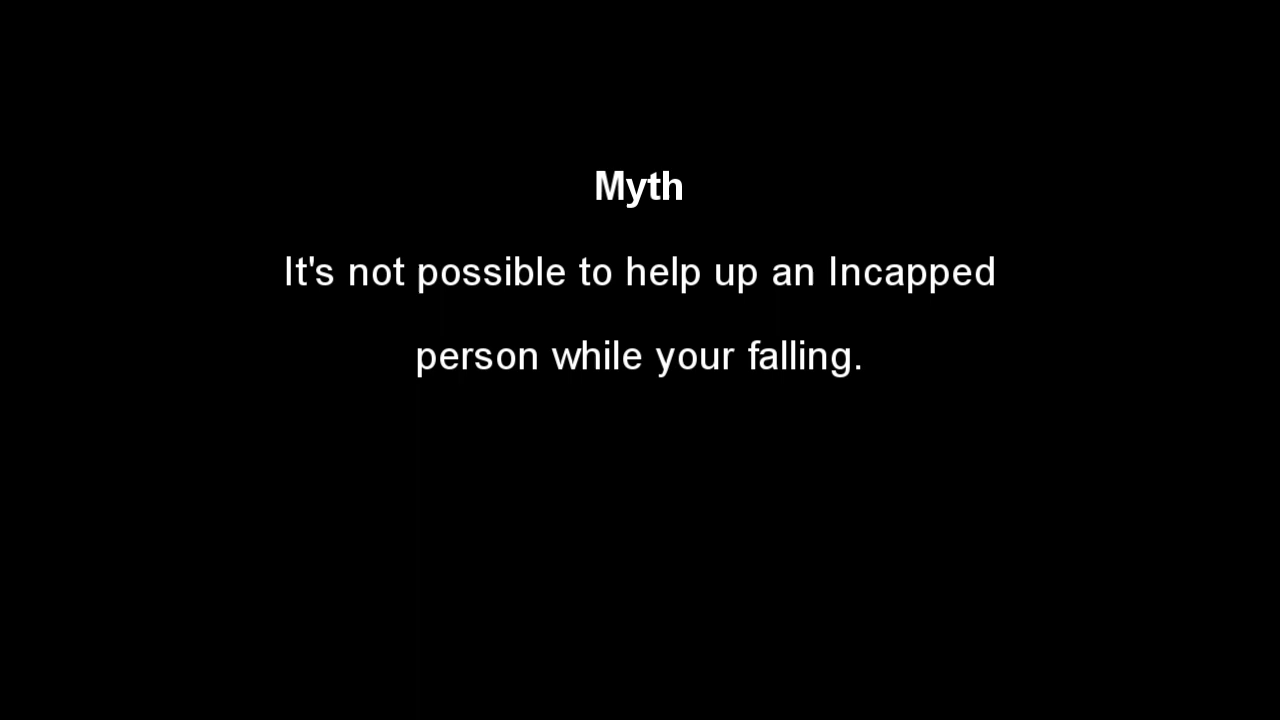 Myth
It's not possible to help up an Incapped
person while your falling.